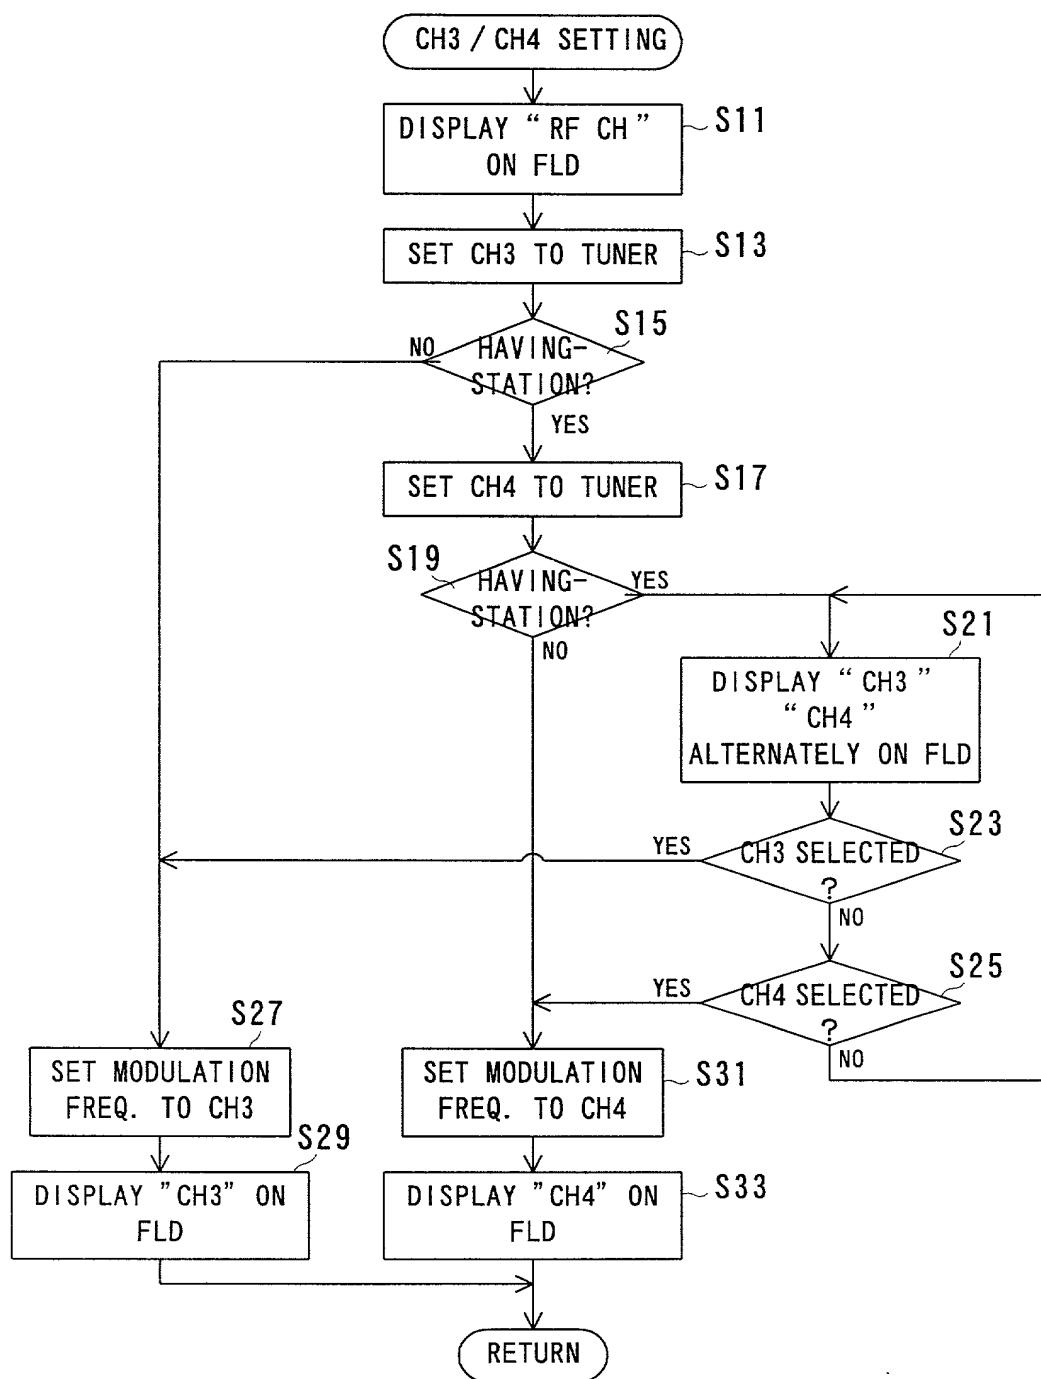 CH3 / CH4 SETTING
S11
DISPLAY “ RF CH ”
ON FLD
S13
SET CH3 TO TUNER
S15
NO
HAVING-
STATION?
YES
S17
SET CH4 TO TUNER
S19
HAVING-
STATION?
YES
NO
S21
DISPLAY “ CH3 ”
“ CH4 ”
ALTERNATELY ON FLD
S23
YES
CH3 SELECTED
?
NO
S25
YES
CH4 SELECTED
?
NO
S27
SET MODULATION
FREQ. TO CH3
S31
SET MODULATION
FREQ. TO CH4
S29
DISPLAY ”CH3” ON
FLD
S33
DISPLAY ”CH4” ON
FLD
RETURN